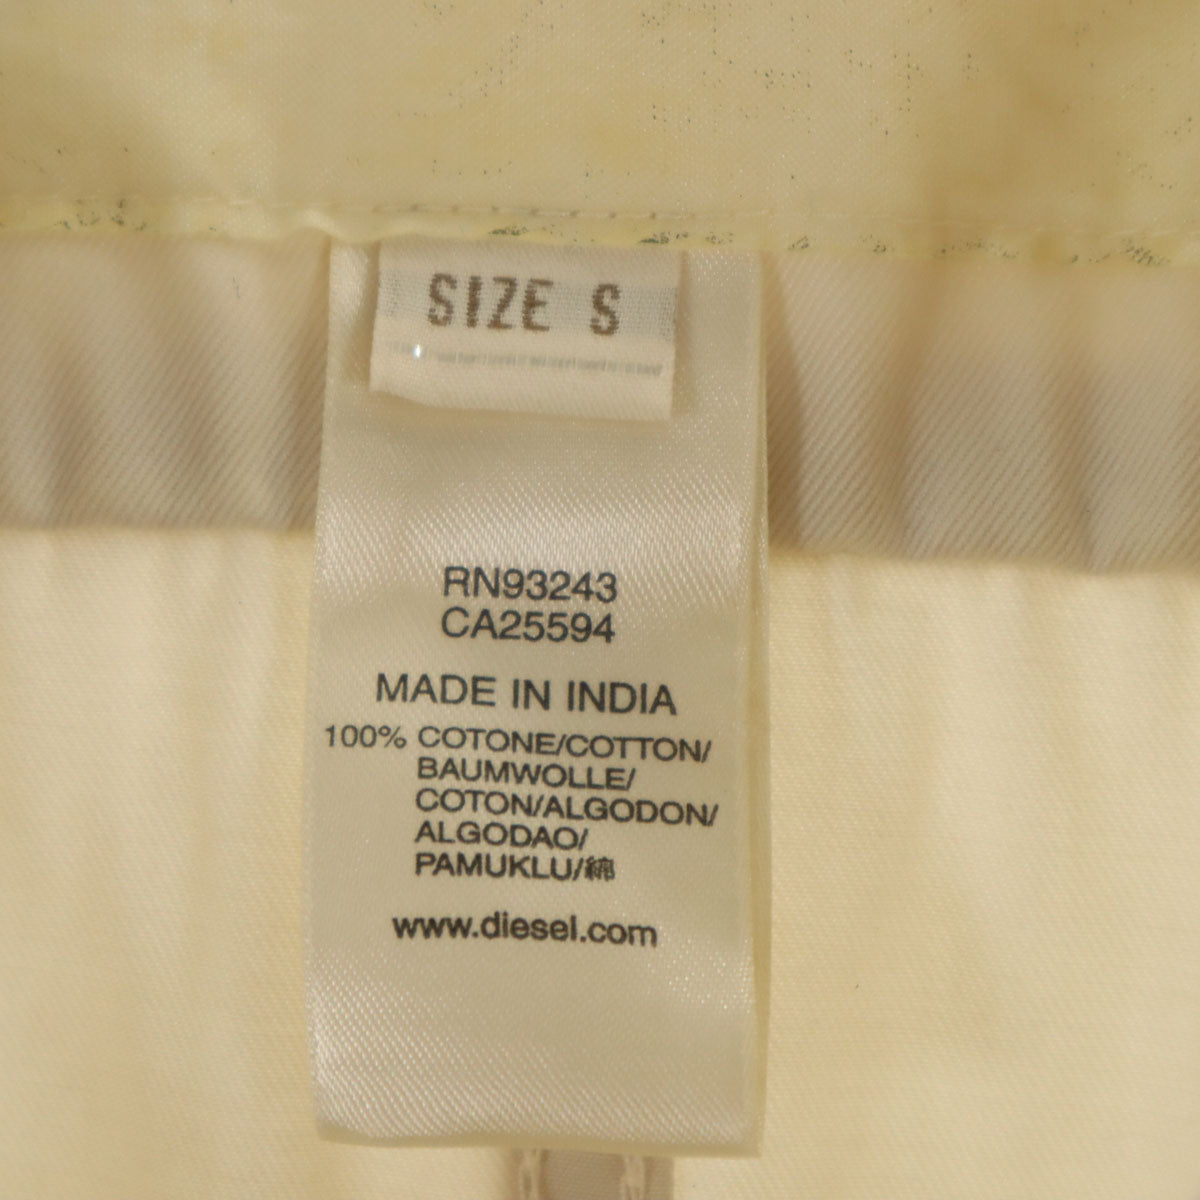 SIZE S
RN93243
CA25594
MADE IN INDIA
100% COTONE/COTTON/
BAUMWOLLE/
COTON/ALGODON/
ALGODAO/
PAMUKLU/綿
www.diesel.com